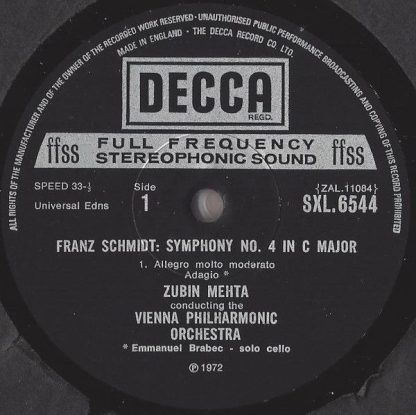 ALL RIGHTS OF THE MANUFACTURER AND OF THE OWNER OF THE RECORDED WORK RESERVED · UNAUTHORISED PUBLIC PERFORMANCE BROADCASTING AND COPYING OF THIS RECORD PROHIBITED
MADE IN ENGLAND · THE DECCA RECORD CO. LTD.
DECCA
REGD.
ffss FULL FREQUENCY ffss
STEREOPHONIC SOUND
SPEED 33-⅓ Side {ZAL.11084}
Universal Edns 1 SXL.6544
FRANZ SCHMIDT: SYMPHONY NO. 4 IN C MAJOR
1. Allegro molto moderato
Adagio *
ZUBIN MEHTA
conducting the
VIENNA PHILHARMONIC
ORCHESTRA
* Emmanuel Brabec - solo cello
℗ 1972